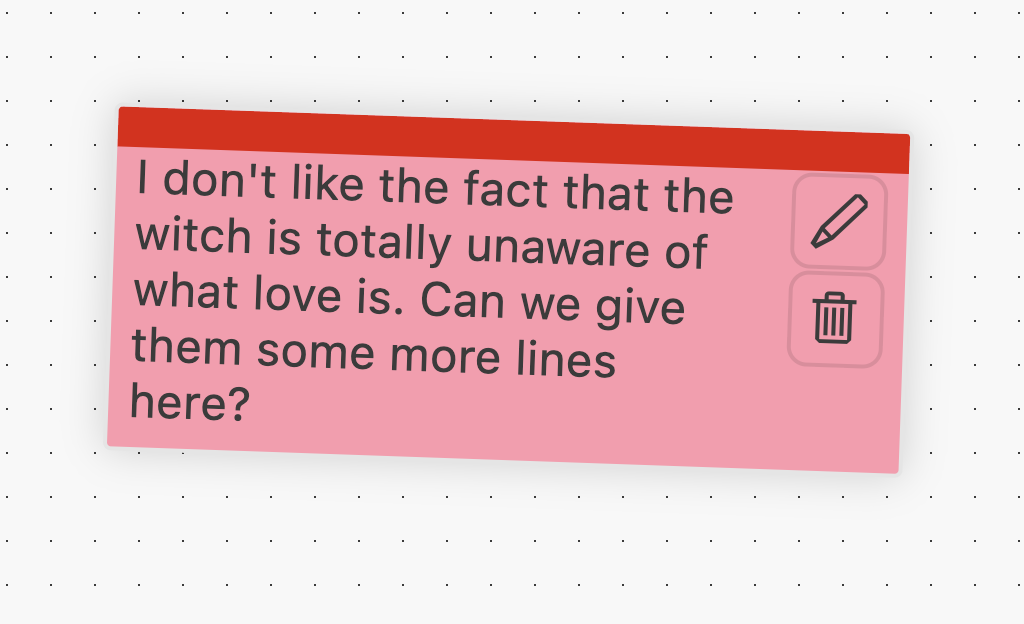 I don't like the fact that the
witch is totally unaware of
what love is. Can we give
them some more lines
here?